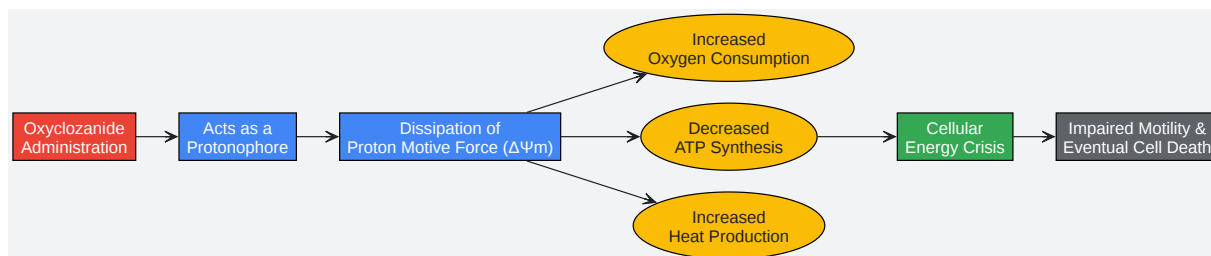 Oxyclozanide
Administration
Acts as a
Protonophore
Dissipation of
Proton Motive Force (ΔΨm)
Increased
Oxygen Consumption
Decreased
ATP Synthesis
Increased
Heat Production
Cellular
Energy Crisis
Impaired Motility &
Eventual Cell Death